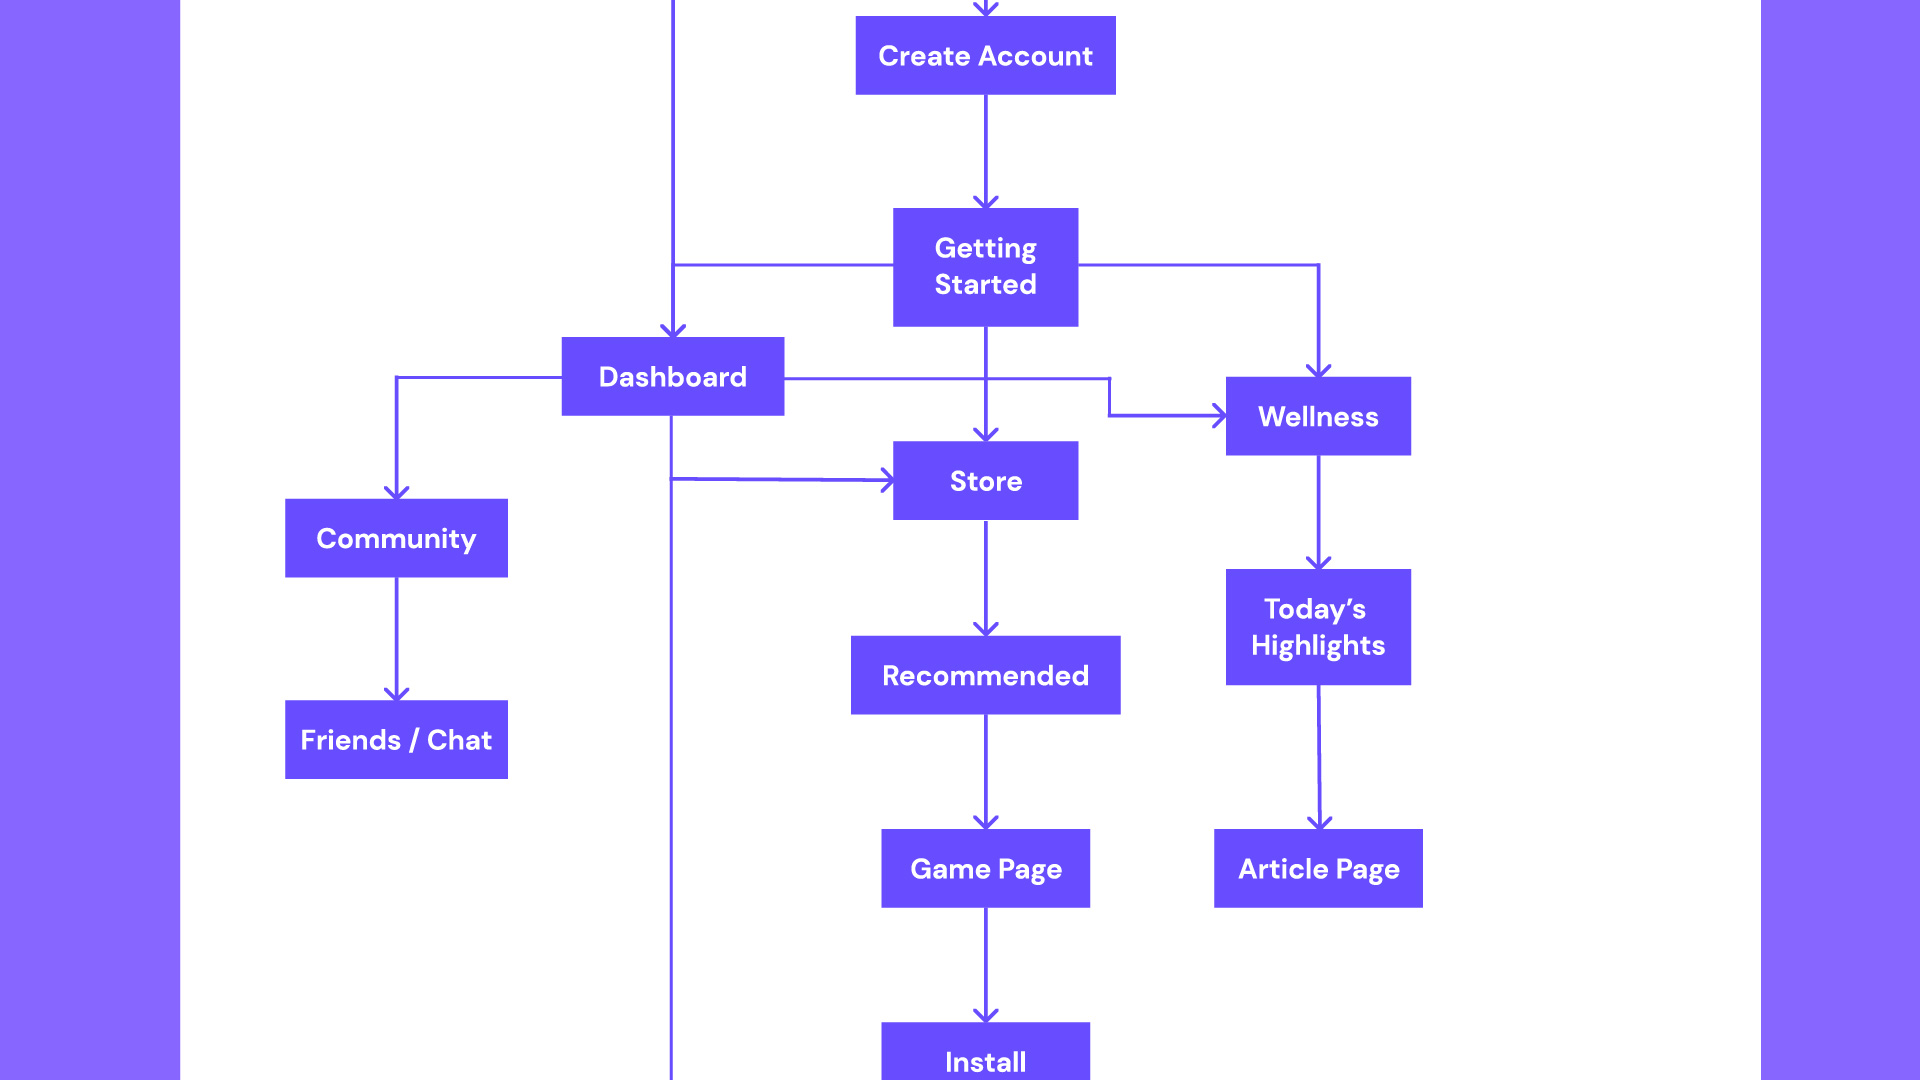 Create Account
Getting
Started
Dashboard
Wellness
Store
Community
Today’s
Highlights
Recommended
Friends / Chat
Game Page
Article Page
Install